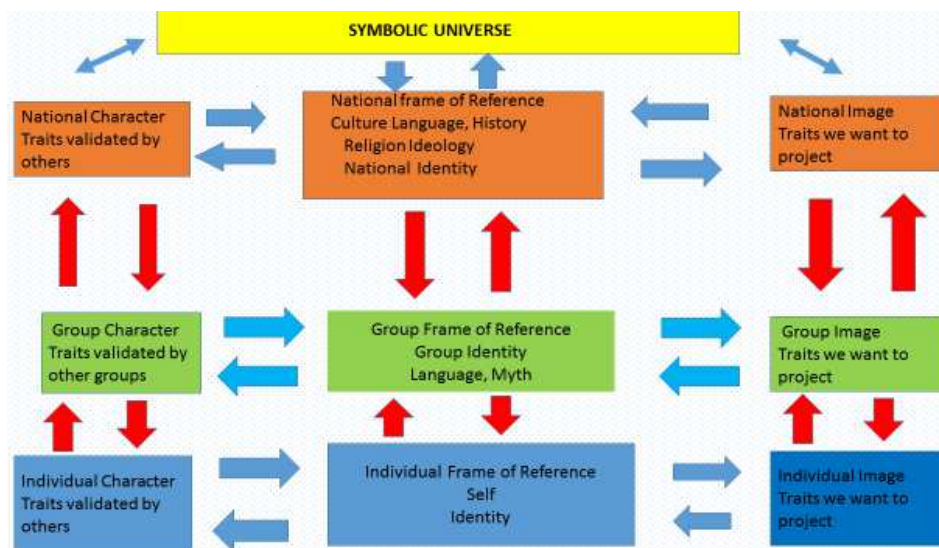 SYMBOLIC UNIVERSE
National Character
Traits validated by
others
National frame of Reference
Culture Language, History
Religion Ideology
National Identity
National Image
Traits we want to
project
Group Character
Traits validated by
other groups
Group Frame of Reference
Group Identity
Language, Myth
Group Image
Traits we want to
project
Individual Character
Traits validated by
others
Individual Frame of Reference
Self
Identity
Individual Image
Traits we want to
project